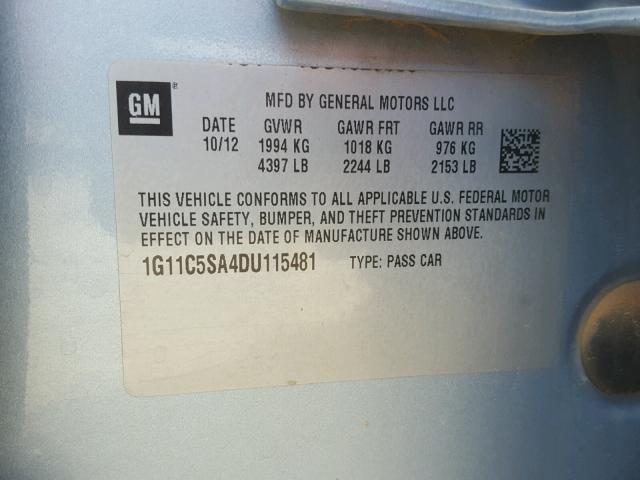 GM®
MFD BY GENERAL MOTORS LLC
DATE GVWR GAWR FRT GAWR RR
10/12 1994 KG 1018 KG 976 KG
4397 LB 2244 LB 2153 LB
THIS VEHICLE CONFORMS TO ALL APPLICABLE U.S. FEDERAL MOTOR
VEHICLE SAFETY, BUMPER, AND THEFT PREVENTION STANDARDS IN
EFFECT ON THE DATE OF MANUFACTURE SHOWN ABOVE.
1G11C5SA4DU115481 TYPE: PASS CAR